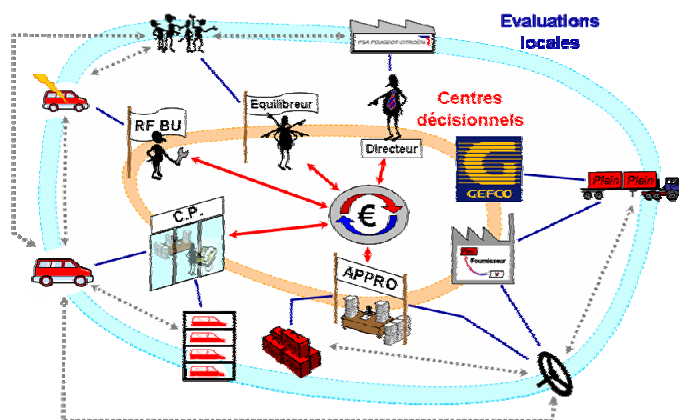 Evaluations
locales
PSA PEUGEOT CITROËN
Equilibreur
RF BU
Centres
décisionnels
Directeur
G
GEFCO
Plein Plein
C.P.
€
Fournisseur
APPRO